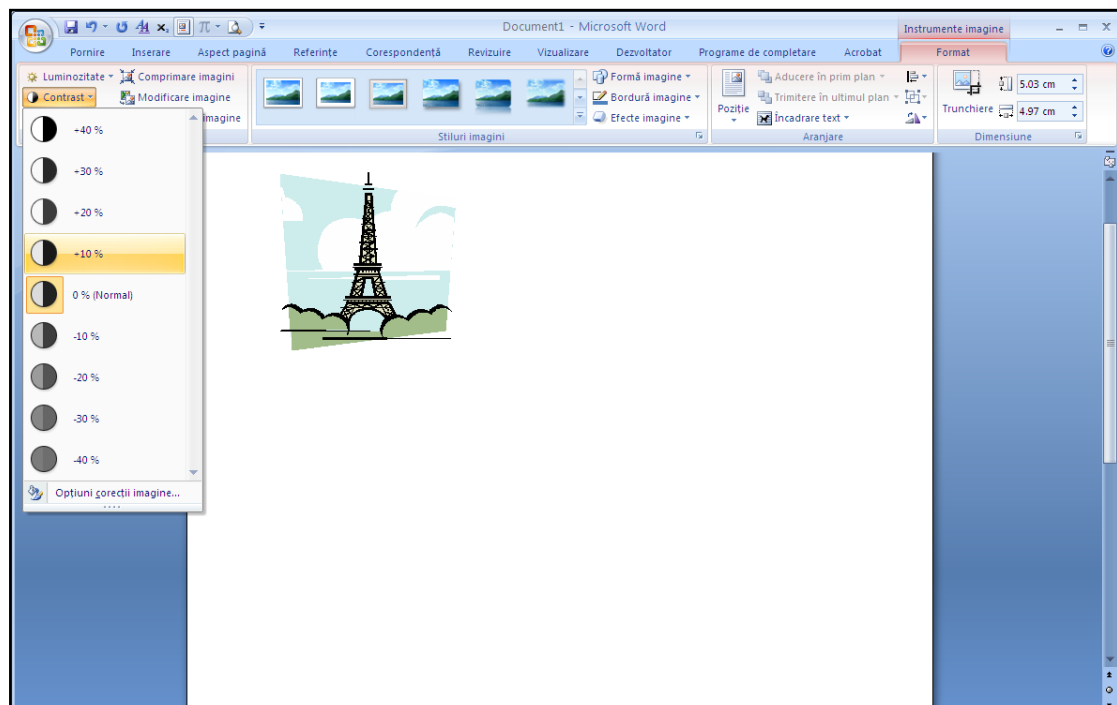 Document1 - Microsoft Word
Instrumente imagine
Pornire Inserare Aspect pagină Referințe Corespondență Revizuire Vizualizare Dezvoltator Programe de completare Acrobat Format
Luminozitate Comprimare imagini
Contrast Modificare imagine
imagine
Formă imagine
Bordură imagine
Efecte imagine
Stiluri imagini
Poziție
Aducere în prim plan
Trimitere în ultimul plan
Încadrare text
Aranjare
Trunchiere
5.03 cm
4.97 cm
Dimensiune
+40 %
+30 %
+20 %
+10 %
0 % (Normal)
-10 %
-20 %
-30 %
-40 %
Opțiuni corecții imagine...